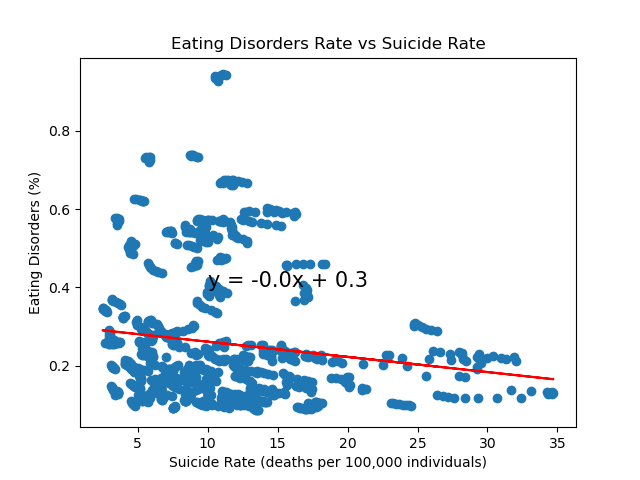 Eating Disorders Rate vs Suicide Rate
Eating Disorders (%)
0.8
0.6
0.4
0.2
y = -0.0x + 0.3
5 10 15 20 25 30 35
Suicide Rate (deaths per 100,000 individuals)